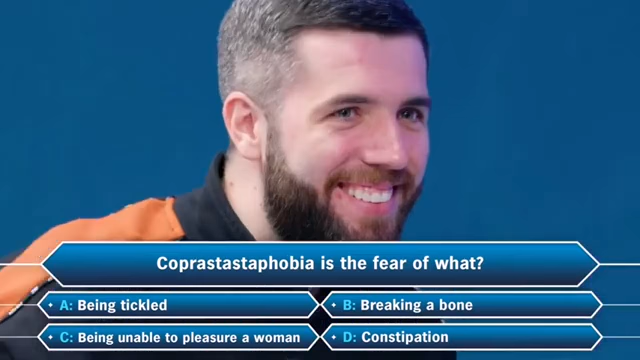 Coprastastaphobia is the fear of what?
A: Being tickled
B: Breaking a bone
C: Being unable to pleasure a woman
D: Constipation